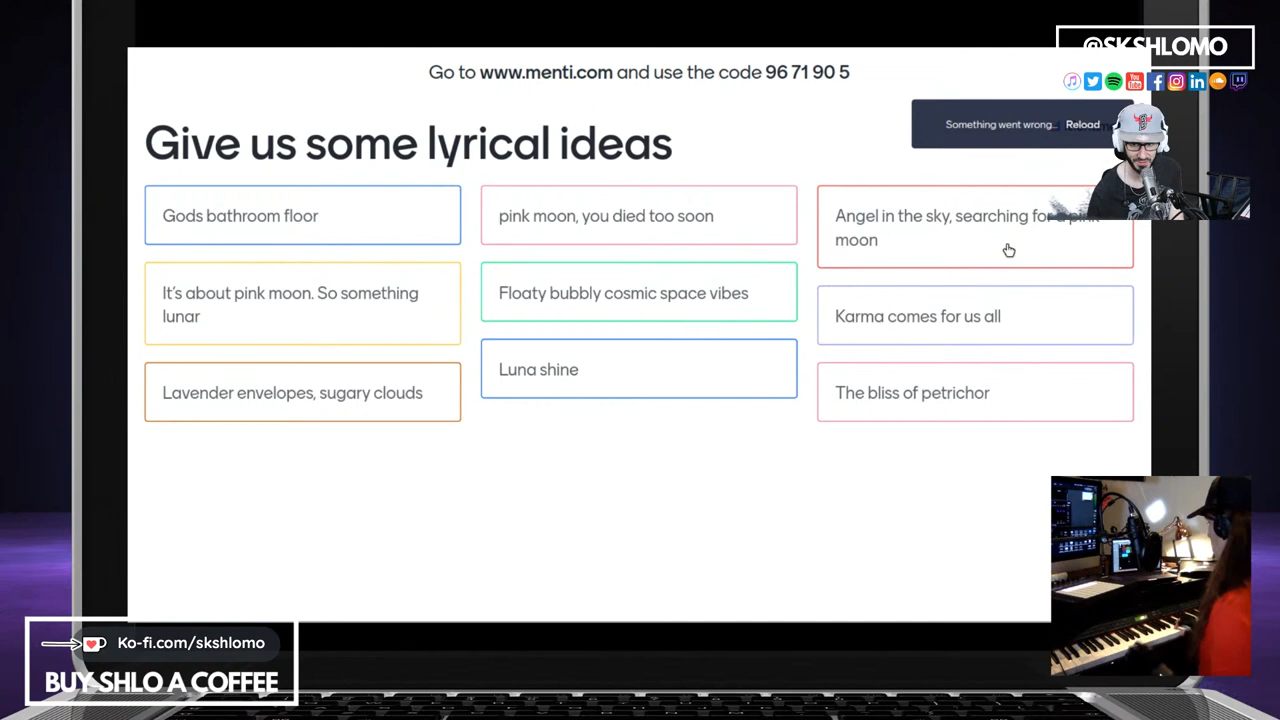 @SKSHLOMO
Go to www.menti.com and use the code 96 71 90 5
Something went wrong... Reload
Give us some lyrical ideas
Gods bathroom floor
It's about pink moon. So something
lunar
Lavender envelopes, sugary clouds
pink moon, you died too soon
Floaty bubbly cosmic space vibes
Luna shine
Angel in the sky, searching for a pink
moon
Karma comes for us all
The bliss of petrichor
Ko-fi.com/skshlomo
BUY SHLO A COFFEE